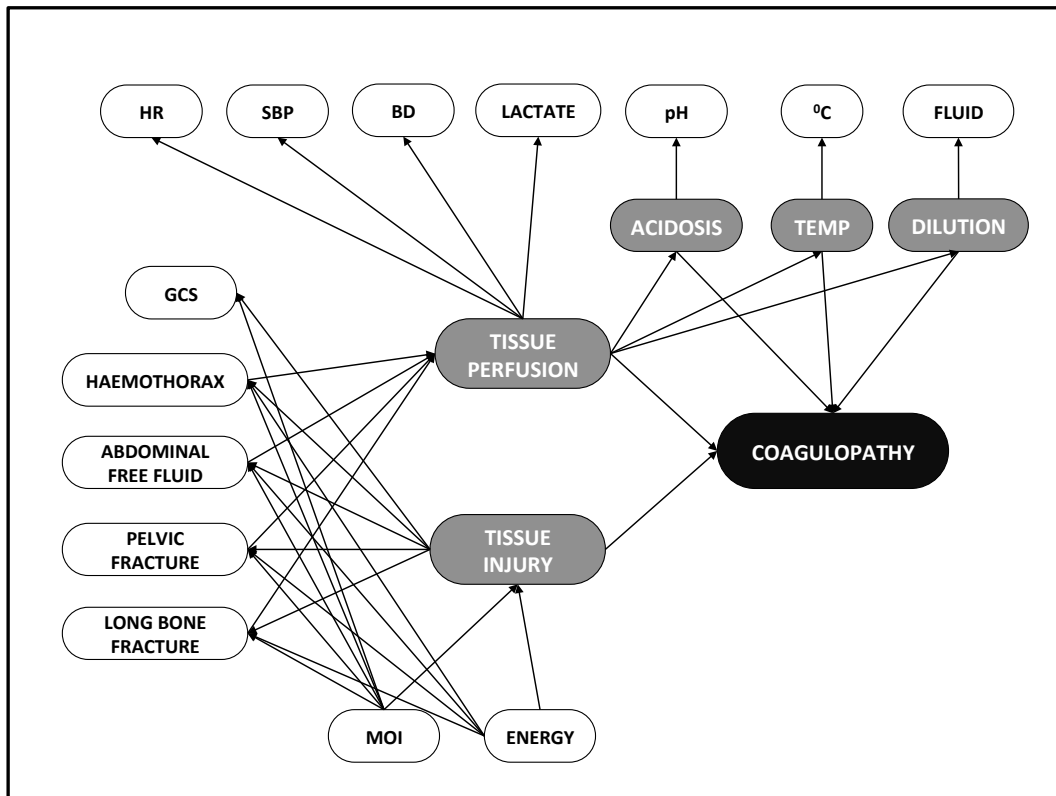 HR
SBP
BD
LACTATE
pH
⁰C
FLUID
ACIDOSIS
TEMP
DILUTION
GCS
TISSUE
PERFUSION
HAEMOTHORAX
ABDOMINAL
FREE FLUID
COAGULOPATHY
PELVIC
FRACTURE
TISSUE
INJURY
LONG BONE
FRACTURE
MOI
ENERGY